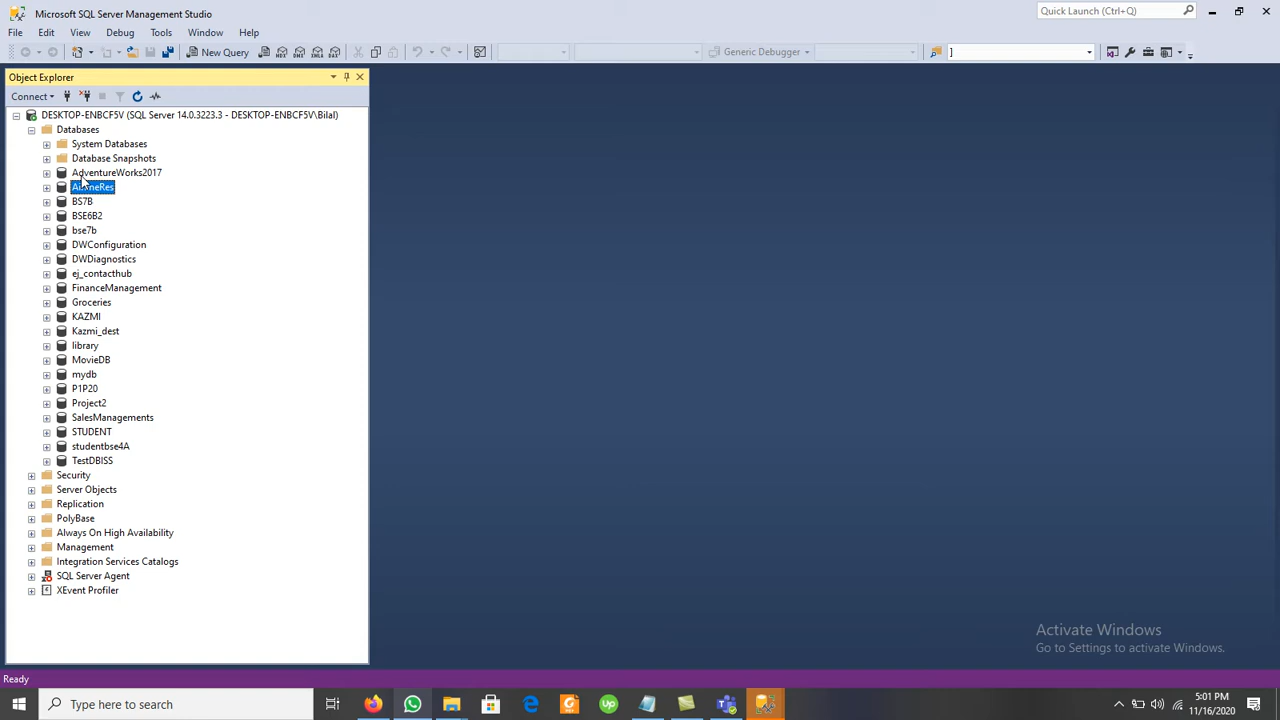 Microsoft SQL Server Management Studio
Quick Launch (Ctrl+Q)
File Edit View Debug Tools Window Help
New Query
Generic Debugger
]
Object Explorer
Connect
DESKTOP-ENBCF5V (SQL Server 14.0.3223.3 - DESKTOP-ENBCF5V\Bilal)
Databases
System Databases
Database Snapshots
AdventureWorks2017
BS7B
BSE6B2
bse7b
DWConfiguration
DWDiagnostics
ej_contacthub
FinanceManagement
Groceries
KAZMI
Kazmi_dest
library
MovieDB
mydb
P1P20
Project2
SalesManagements
STUDENT
studentbse4A
TestDBISS
Security
Server Objects
Replication
PolyBase
Always On High Availability
Management
Integration Services Catalogs
SQL Server Agent
XEvent Profiler
Activate Windows
Go to Settings to activate Windows.
Ready
Type here to search
5:01 PM
11/16/2020